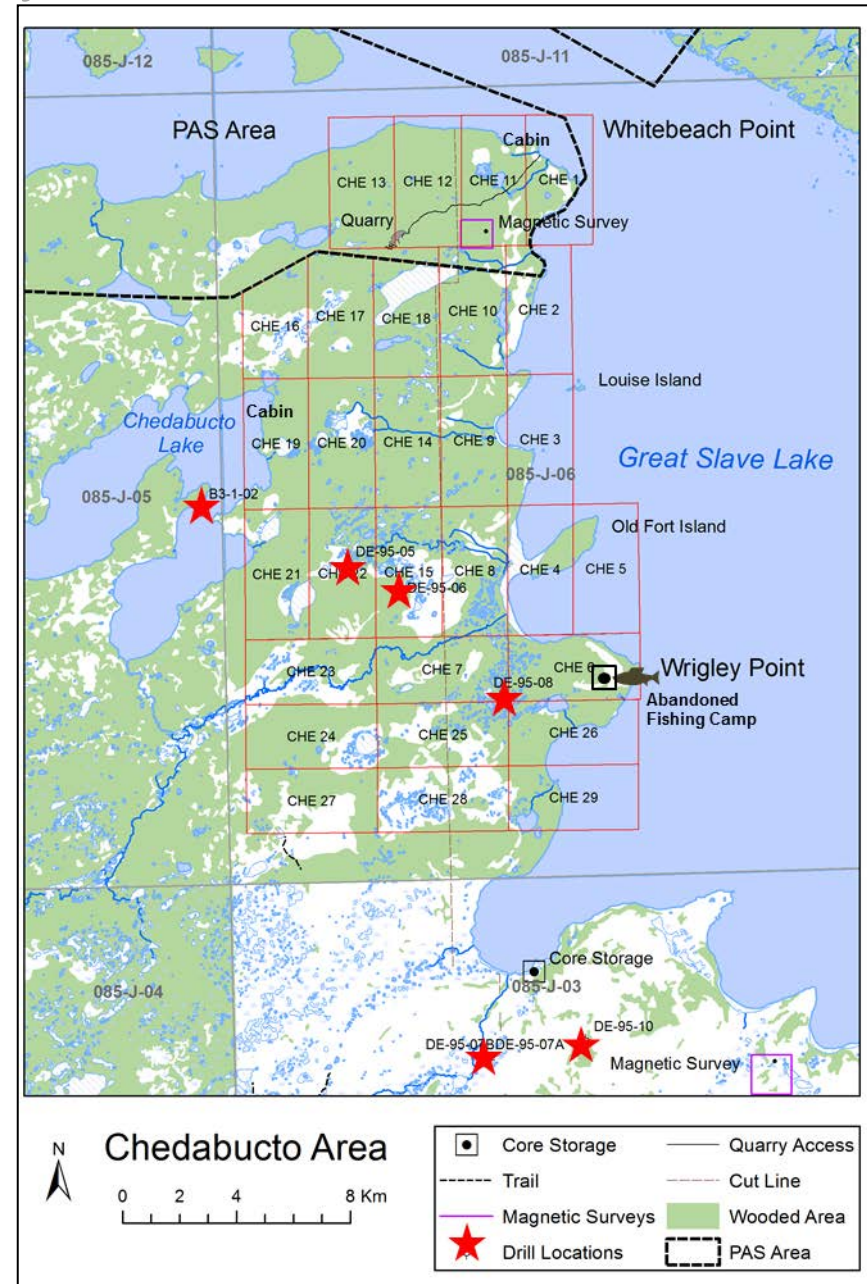 085-J-12
085-J-11
PAS Area
Cabin
Whitebeach Point
CHE 13
CHE 12
CHE 11
CHE 1
Quarry
Magnetic Survey
CHE 16
CHE 17
CHE 18
CHE 10
CHE 2
Louise Island
Chedabucto
Lake
Cabin
CHE 19
CHE 20
CHE 14
CHE 9
CHE 3
Great Slave Lake
085-J-06
085-J-05
B3-1-02
Old Fort Island
DE-95-05
CHE 21
CHE 22
CHE 15
CHE 8
CHE 4
CHE 5
DE-95-06
CHE 23
CHE 7
CHE 6
Wrigley Point
DE-95-08
Abandoned
Fishing Camp
CHE 24
CHE 25
CHE 26
CHE 27
CHE 28
CHE 29
Core Storage
085-J-04
085-J-03
DE-95-07BDE-95-07A
DE-95-10
Magnetic Survey
N
Chedabucto Area
0 2 4 8 Km
Core Storage
Quarry Access
Trail
Cut Line
Magnetic Surveys
Wooded Area
Drill Locations
PAS Area